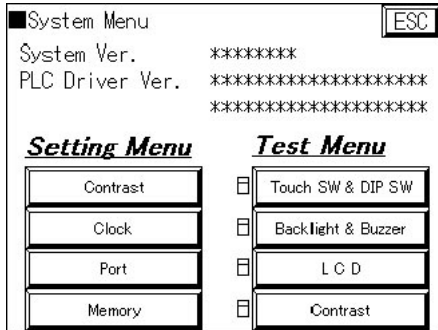 ■System Menu ESC
System Ver. ********
PLC Driver Ver. ********************
********************
Setting Menu Test Menu
Contrast Touch SW & DIP SW
Clock Backlight & Buzzer
Port LCD
Memory Contrast